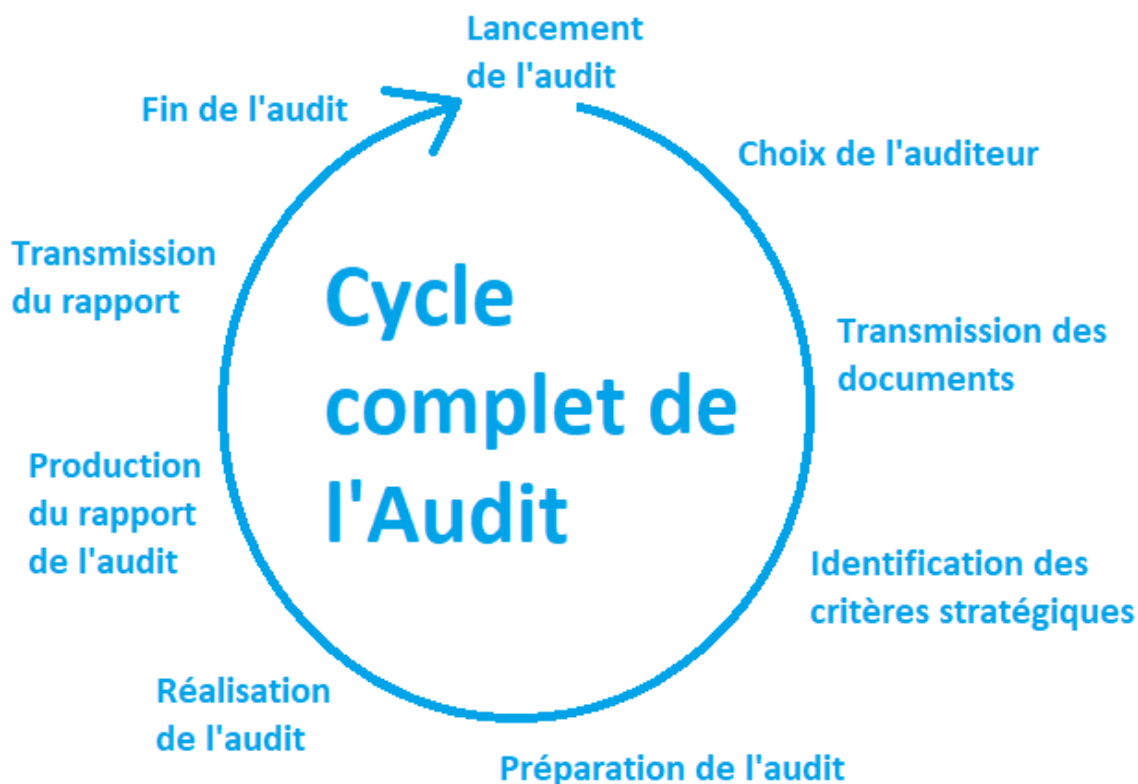 Lancement
de l'audit
Choix de l'auditeur
Transmission des
documents
Identification des
critères stratégiques
Préparation de l'audit
Réalisation
de l'audit
Production
du rapport
de l'audit
Transmission
du rapport
Fin de l'audit
Cycle
complet de
l'Audit